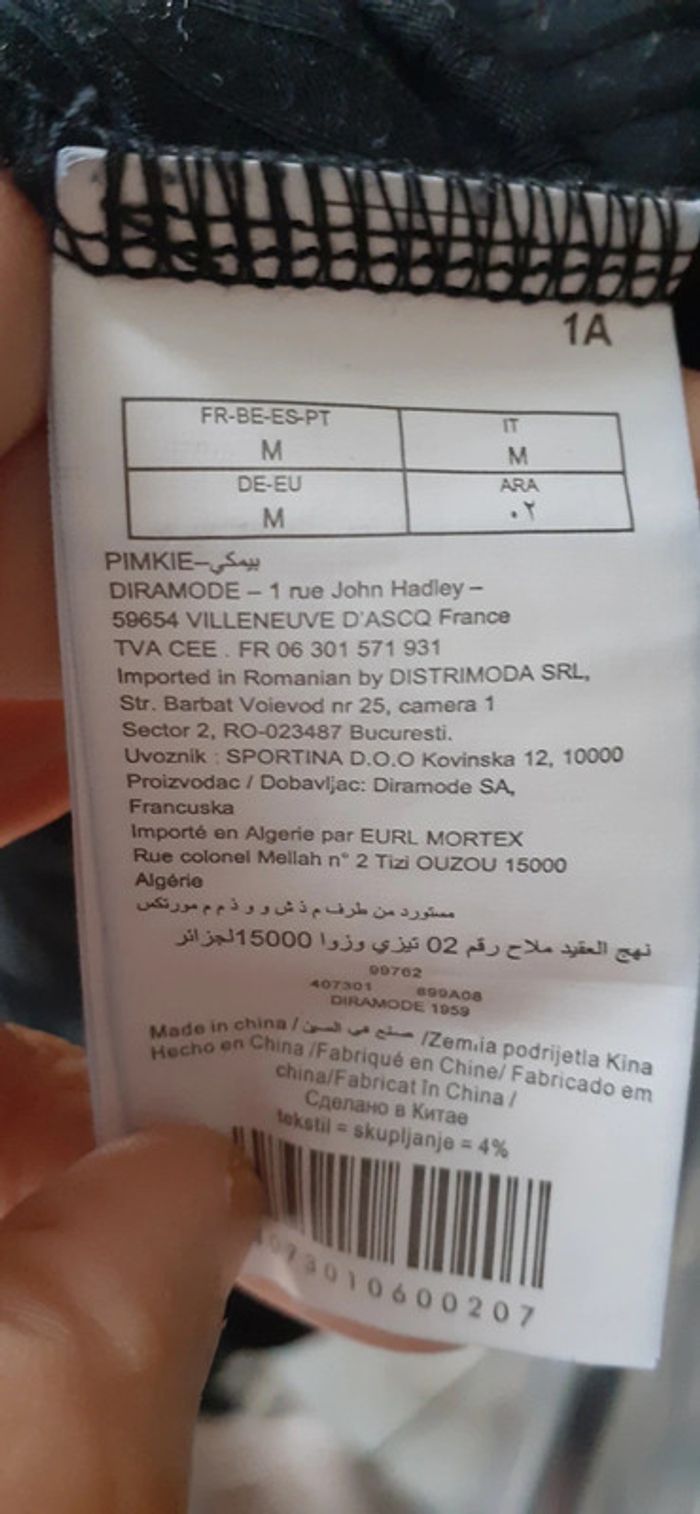 1A
FR-BE-ES-PT IT
M M
DE-EU ARA
M ٠٢
PIMKIE–بيمكي
DIRAMODE – 1 rue John Hadley –
59654 VILLENEUVE D'ASCQ France
TVA CEE . FR 06 301 571 931
Imported in Romanian by DISTRIMODA SRL,
Str. Barbat Voievod nr 25, camera 1
Sector 2, RO-023487 Bucuresti.
Uvoznik : SPORTINA D.O.O Kovinska 12, 10000
Proizvodac / Dobavljac: Diramode SA,
Francuska
Importé en Algerie par EURL MORTEX
Rue colonel Mellah n° 2 Tizi OUZOU 15000
Algérie
مستورد من طرف م ذ ش و و ذ م م مورتكس
نهج العقيد ملاح رقم 02 تيزي وزوا 15000لجزائر
99762
407301 899A08
DIRAMODE 1959
Made in china / صنع في الصين /Zemлja podrijetla Kina
Hecho en China /Fabriqué en Chine/ Fabricado em
china/Fabricat în China /
Сделано в Китае
tekstil = skupljanje = 4%
73010600207